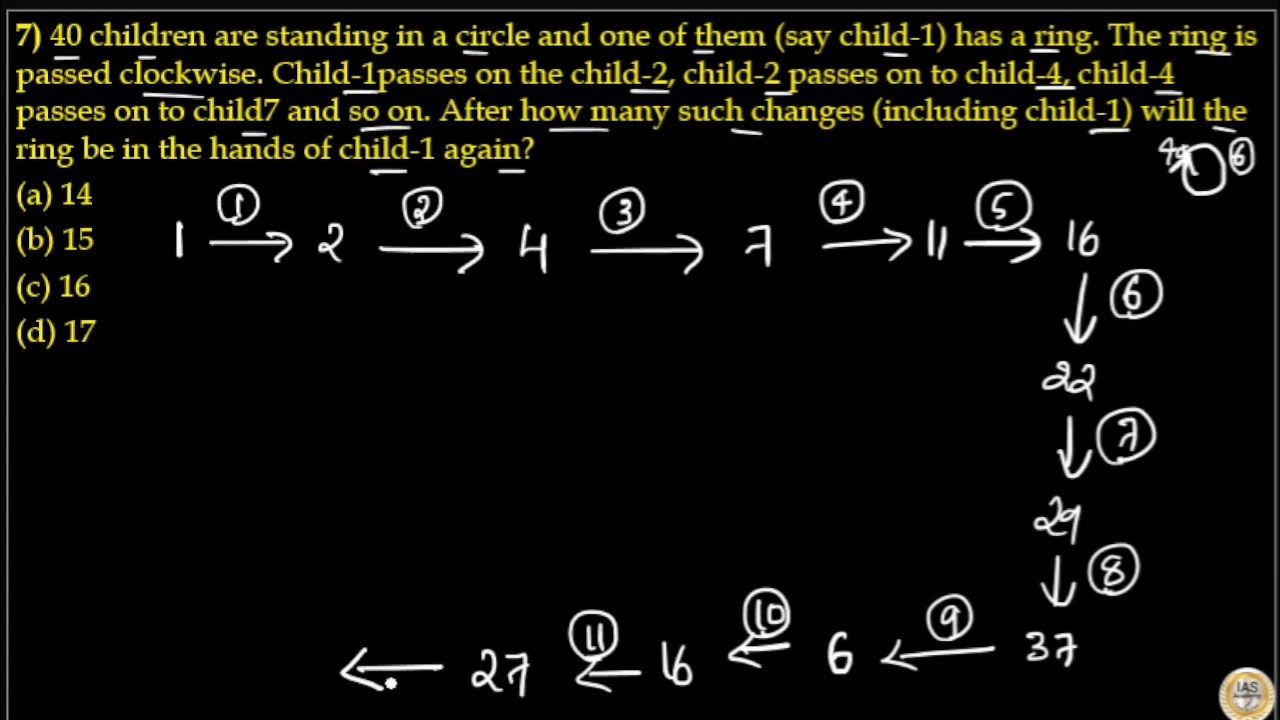 7) 40 children are standing in a circle and one of them (say child-1) has a ring. The ring is
passed clockwise. Child-1passes on the child-2, child-2 passes on to child-4, child-4
passes on to child7 and so on. After how many such changes (including child-1) will the
ring be in the hands of child-1 again?
(a) 14
(b) 15
(c) 16
(d) 17
6
1 2 3 4 5
1 2 4 7 11 16
6
22
7
29
8
11 10 9
27 16 6 37
IAS